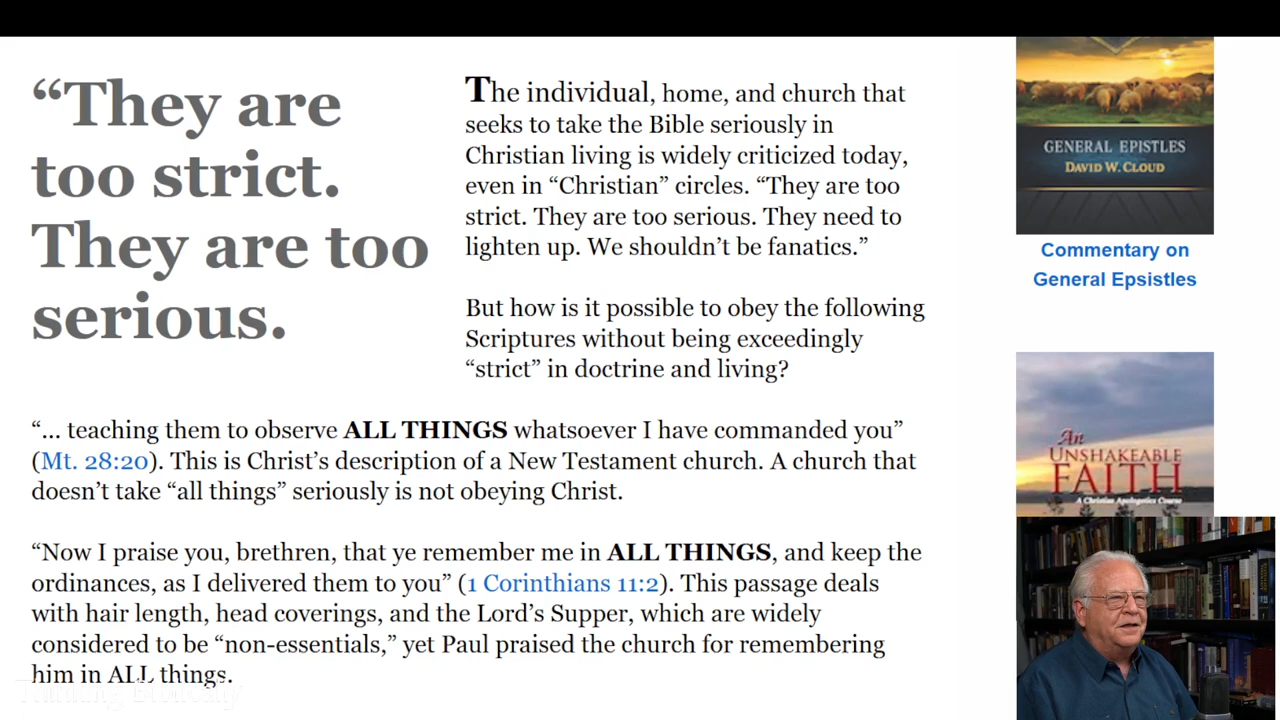 “They are
too strict.
They are too
serious.
The individual, home, and church that
seeks to take the Bible seriously in
Christian living is widely criticized today,
even in “Christian” circles. “They are too
strict. They are too serious. They need to
lighten up. We shouldn’t be fanatics.”
But how is it possible to obey the following
Scriptures without being exceedingly
“strict” in doctrine and living?
“… teaching them to observe ALL THINGS whatsoever I have commanded you”
(Mt. 28:20). This is Christ’s description of a New Testament church. A church that
doesn’t take “all things” seriously is not obeying Christ.
“Now I praise you, brethren, that ye remember me in ALL THINGS, and keep the
ordinances, as I delivered them to you” (1 Corinthians 11:2). This passage deals
with hair length, head coverings, and the Lord’s Supper, which are widely
considered to be “non-essentials,” yet Paul praised the church for remembering
him in ALL things.
GENERAL EPISTLES
DAVID W. CLOUD
Commentary on
General Epsistles
An
UNSHAKEABLE
FAITH
A Christian Apologetics Course